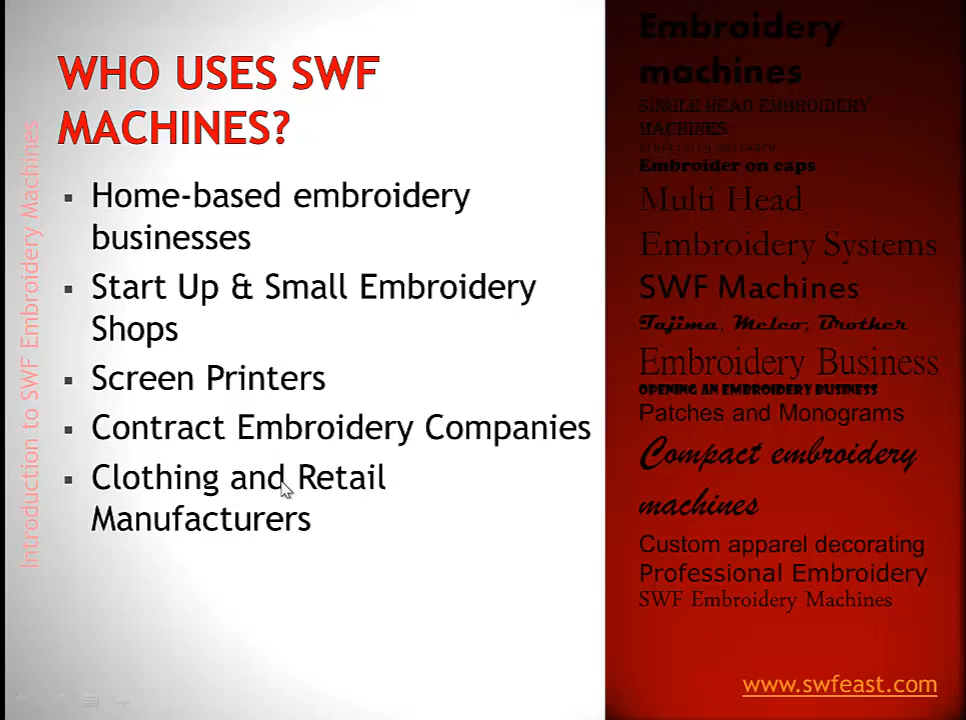 WHO USES SWF
MACHINES?
Home-based embroidery
businesses
Start Up & Small Embroidery
Shops
Screen Printers
Contract Embroidery Companies
Clothing and Retail
Manufacturers
Introduction to SWF Embroidery Machines
Embroidery
machines
SINGLE HEAD EMBROIDERY
MACHINES
Digitizing Software
Embroider on caps
Multi Head
Embroidery Systems
SWF Machines
Tajima, Melco, Brother
Embroidery Business
OPENING AN EMBROIDERY BUSINESS
Patches and Monograms
Compact embroidery
machines
Custom apparel decorating
Professional Embroidery
SWF Embroidery Machines
www.swfeast.com